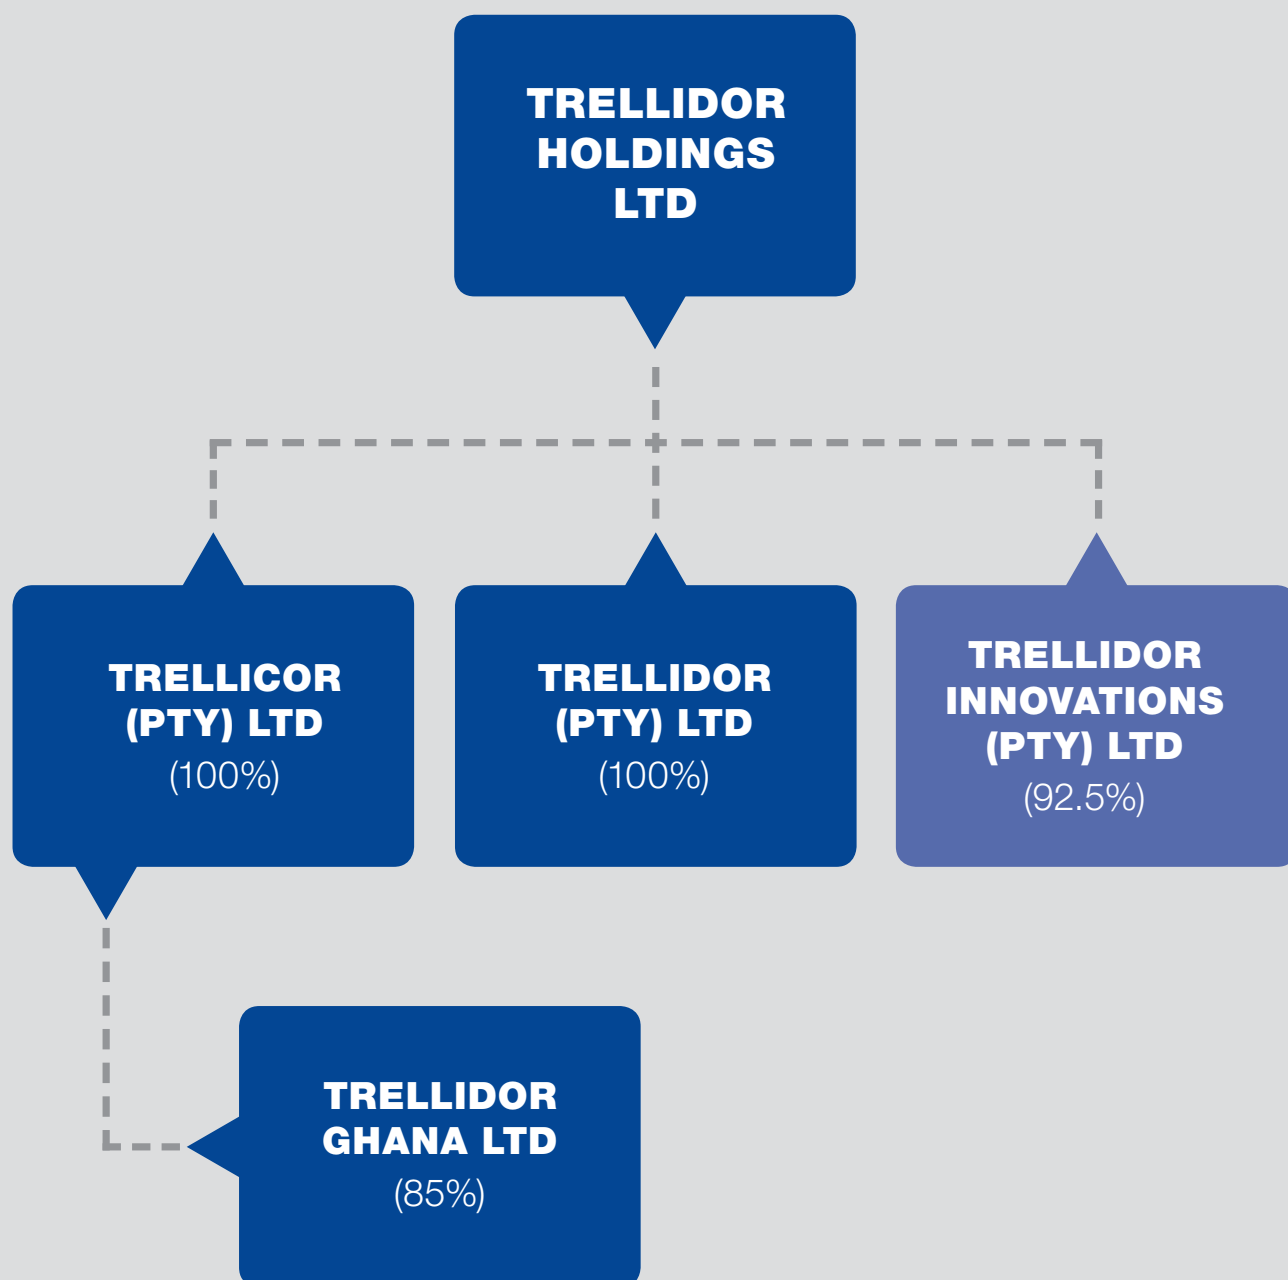 TRELLIDOR
HOLDINGS
LTD
TRELLICOR
(PTY) LTD
(100%)
TRELLIDOR
(PTY) LTD
(100%)
TRELLIDOR
INNOVATIONS
(PTY) LTD
(92.5%)
TRELLIDOR
GHANA LTD
(85%)